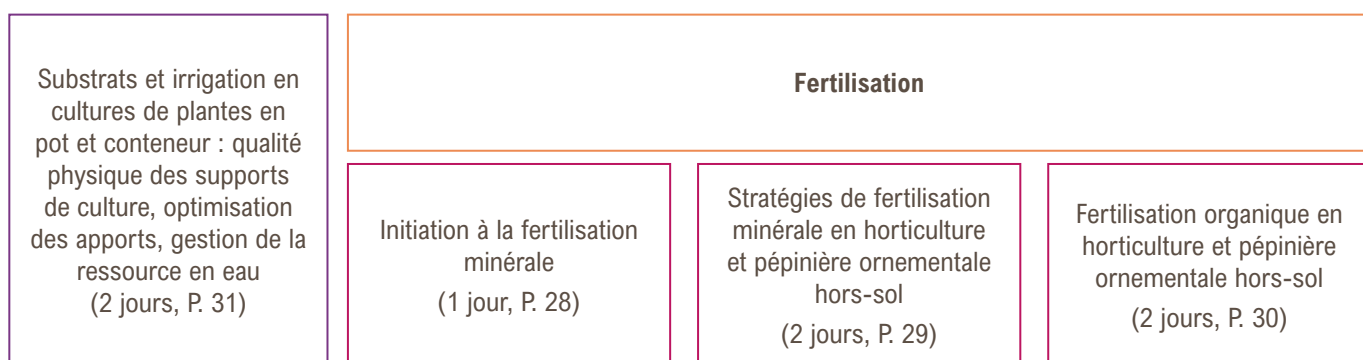 Substrats et irrigation en
cultures de plantes en
pot et conteneur : qualité
physique des supports
de culture, optimisation
des apports, gestion de la
ressource en eau
(2 jours, P. 31)
Fertilisation
Initiation à la fertilisation
minérale
(1 jour, P. 28)
Stratégies de fertilisation
minérale en horticulture
et pépinière ornementale
hors-sol
(2 jours, P. 29)
Fertilisation organique en
horticulture et pépinière
ornementale hors-sol
(2 jours, P. 30)